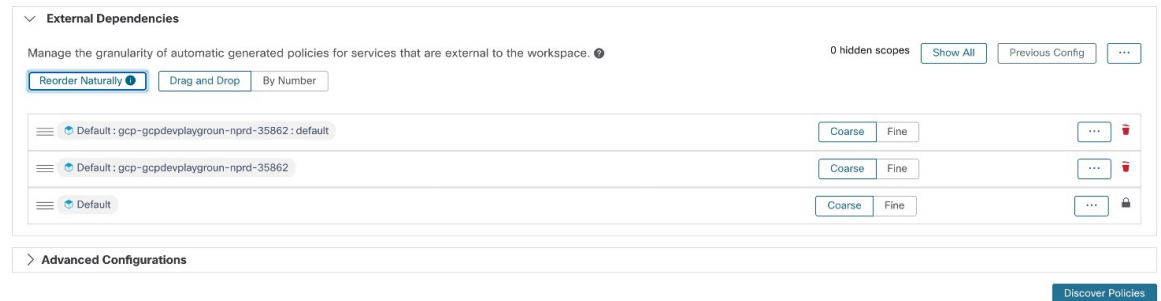 External Dependencies
Manage the granularity of automatic generated policies for services that are external to the workspace.
0 hidden scopes Show All Previous Config ...
Reorder Naturally Drag and Drop By Number
Default : gcp-gcpdevplaygroun-nprd-35862 : default Coarse Fine ...
Default : gcp-gcpdevplaygroun-nprd-35862 Coarse Fine ...
Default Coarse Fine ...
Advanced Configurations
Discover Policies